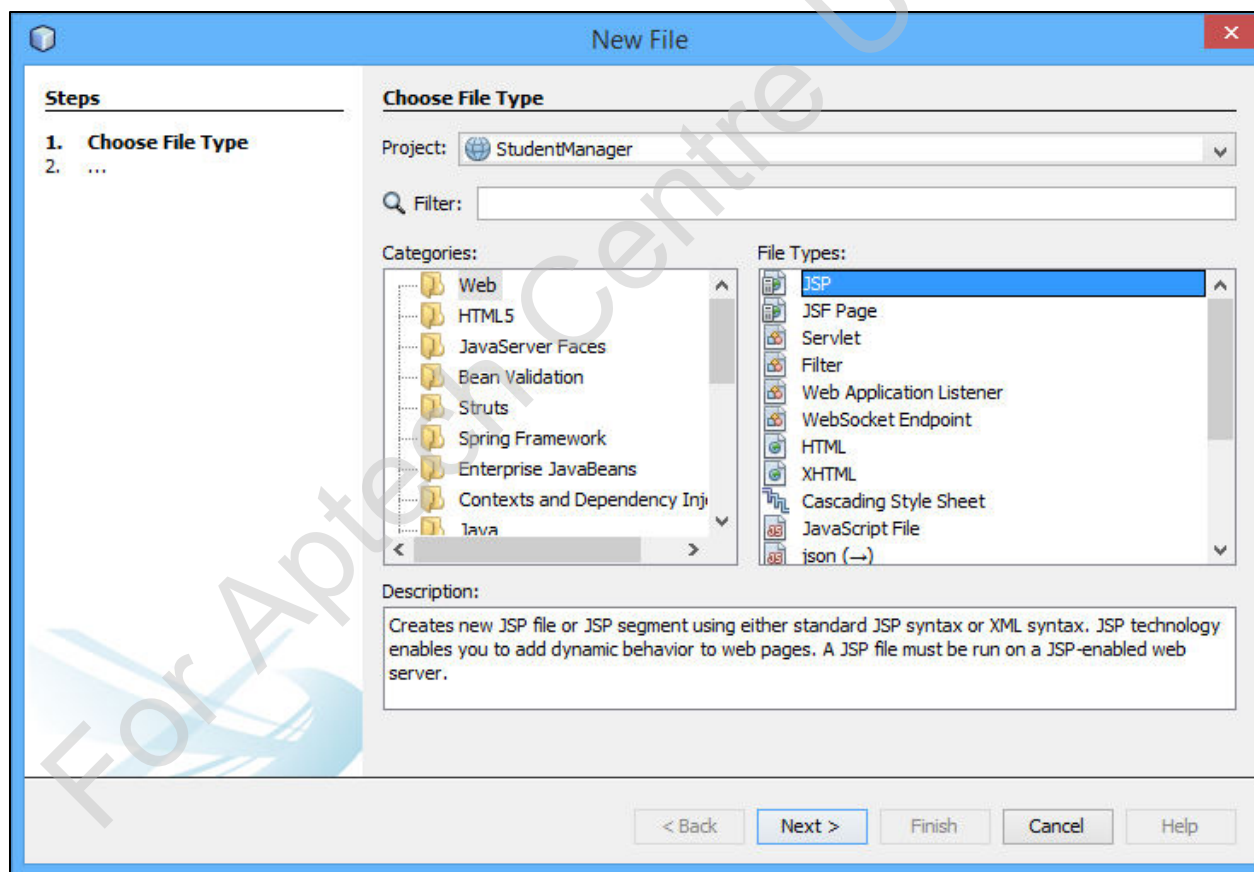 New File
Steps
1. Choose File Type
2. ...
Choose File Type
Project: StudentManager
Filter:
Categories:
Web
HTML5
JavaServer Faces
Bean Validation
Struts
Spring Framework
Enterprise JavaBeans
Contexts and Dependency Inj
Java
File Types:
JSP
JSF Page
Servlet
Filter
Web Application Listener
WebSocket Endpoint
HTML
XHTML
Cascading Style Sheet
JavaScript File
json (→)
Description:
Creates new JSP file or JSP segment using either standard JSP syntax or XML syntax. JSP technology
enables you to add dynamic behavior to web pages. A JSP file must be run on a JSP-enabled web
server.
< Back Next > Finish Cancel Help
For Aptech Centre U